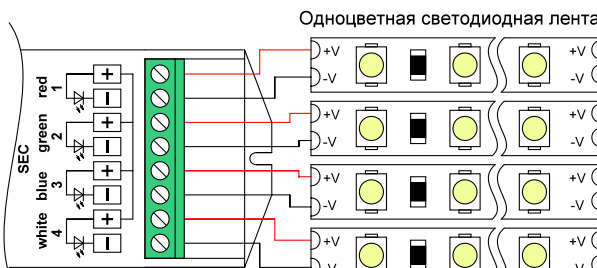 Одноцветная светодиодная лента
SEC
red
1
+
−
green
2
+
−
blue
3
+
−
white
4
+
−
+V
-V
+V
-V
+V
-V
+V
-V
+V
-V
+V
-V
+V
-V
+V